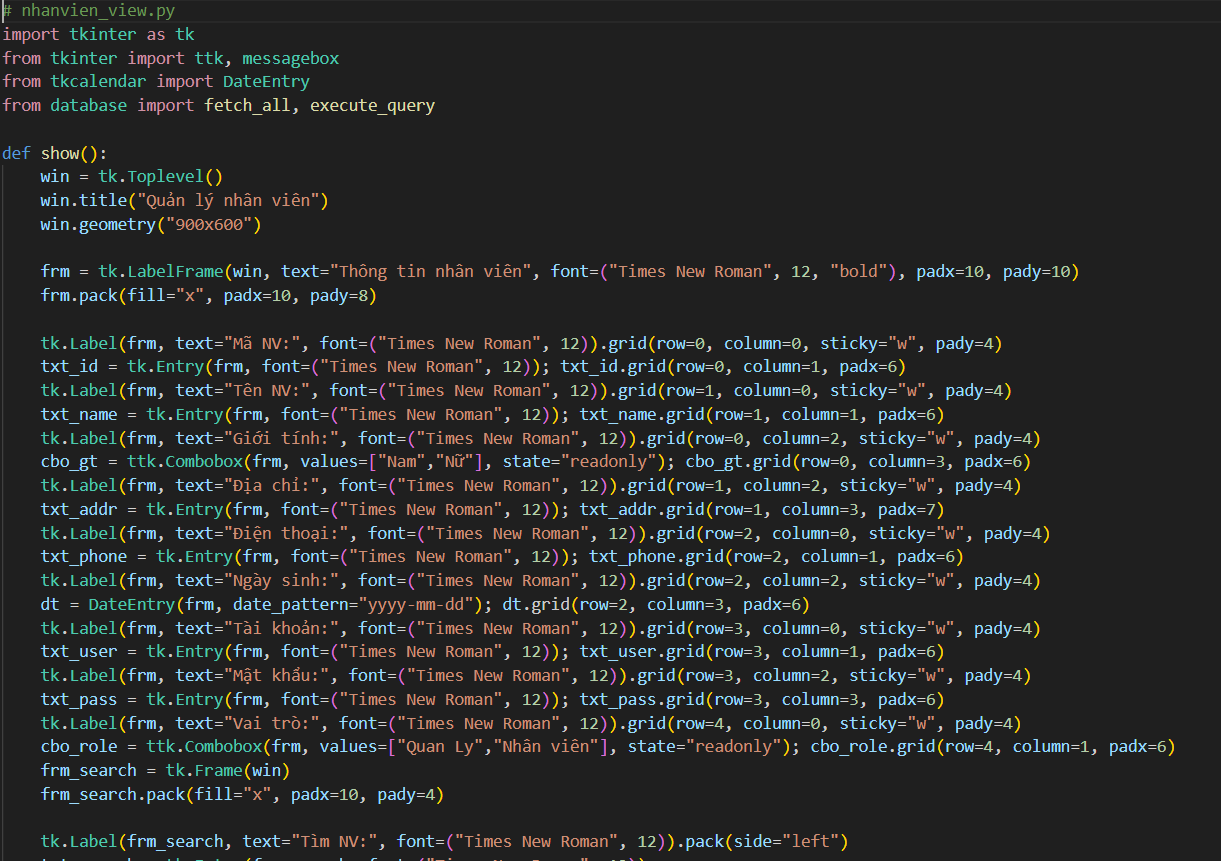 # nhanvien_view.py
import tkinter as tk
from tkinter import ttk, messagebox
from tkcalendar import DateEntry
from database import fetch_all, execute_query
def show():
    win = tk.Toplevel()
    win.title("Quản lý nhân viên")
    win.geometry("900x600")
    frm = tk.LabelFrame(win, text="Thông tin nhân viên", font=("Times New Roman", 12, "bold"), padx=10, pady=10)
    frm.pack(fill="x", padx=10, pady=8)
    tk.Label(frm, text="Mã NV:", font=("Times New Roman", 12)).grid(row=0, column=0, sticky="w", pady=4)
    txt_id = tk.Entry(frm, font=("Times New Roman", 12)); txt_id.grid(row=0, column=1, padx=6)
    tk.Label(frm, text="Tên NV:", font=("Times New Roman", 12)).grid(row=1, column=0, sticky="w", pady=4)
    txt_name = tk.Entry(frm, font=("Times New Roman", 12)); txt_name.grid(row=1, column=1, padx=6)
    tk.Label(frm, text="Giới tính:", font=("Times New Roman", 12)).grid(row=0, column=2, sticky="w", pady=4)
    cbo_gt = ttk.Combobox(frm, values=["Nam","Nữ"], state="readonly"); cbo_gt.grid(row=0, column=3, padx=6)
    tk.Label(frm, text="Địa chỉ:", font=("Times New Roman", 12)).grid(row=1, column=2, sticky="w", pady=4)
    txt_addr = tk.Entry(frm, font=("Times New Roman", 12)); txt_addr.grid(row=1, column=3, padx=7)
    tk.Label(frm, text="Điện thoại:", font=("Times New Roman", 12)).grid(row=2, column=0, sticky="w", pady=4)
    txt_phone = tk.Entry(frm, font=("Times New Roman", 12)); txt_phone.grid(row=2, column=1, padx=6)
    tk.Label(frm, text="Ngày sinh:", font=("Times New Roman", 12)).grid(row=2, column=2, sticky="w", pady=4)
    dt = DateEntry(frm, date_pattern="yyyy-mm-dd"); dt.grid(row=2, column=3, padx=6)
    tk.Label(frm, text="Tài khoản:", font=("Times New Roman", 12)).grid(row=3, column=0, sticky="w", pady=4)
    txt_user = tk.Entry(frm, font=("Times New Roman", 12)); txt_user.grid(row=3, column=1, padx=6)
    tk.Label(frm, text="Mật khẩu:", font=("Times New Roman", 12)).grid(row=3, column=2, sticky="w", pady=4)
    txt_pass = tk.Entry(frm, font=("Times New Roman", 12)); txt_pass.grid(row=3, column=3, padx=6)
    tk.Label(frm, text="Vai trò:", font=("Times New Roman", 12)).grid(row=4, column=0, sticky="w", pady=4)
    cbo_role = ttk.Combobox(frm, values=["Quan Ly","Nhân viên"], state="readonly"); cbo_role.grid(row=4, column=1, padx=6)
    frm_search = tk.Frame(win)
    frm_search.pack(fill="x", padx=10, pady=4)
    tk.Label(frm_search, text="Tìm NV:", font=("Times New Roman", 12)).pack(side="left")